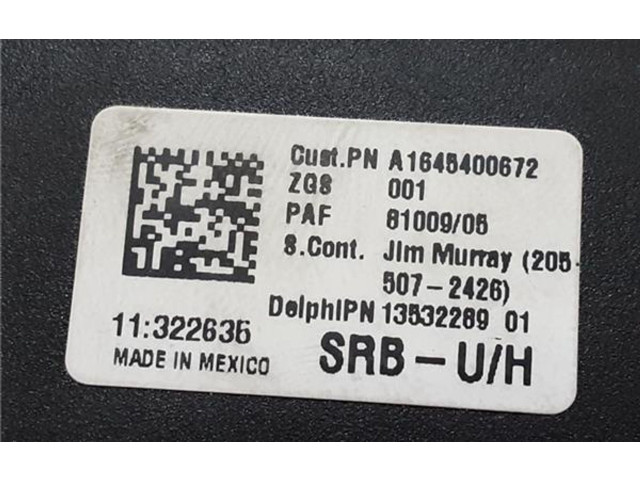 Cust.PN A1645400672
ZGS 001
PAF 81009/05
S.Cont. Jim Murray (205-
507-2426)
DelphiPN 13532289 01
11:322636
SRB - U/H
MADE IN MEXICO